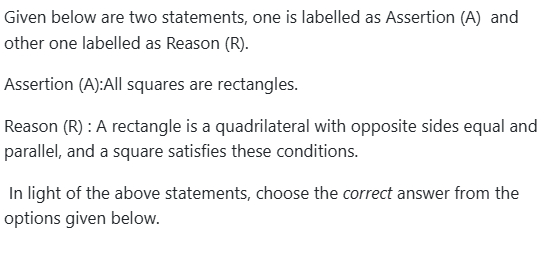 Given below are two statements, one is labelled as Assertion (A)  and
other one labelled as Reason (R).
Assertion (A):All squares are rectangles.
Reason (R) : A rectangle is a quadrilateral with opposite sides equal and
parallel, and a square satisfies these conditions.
In light of the above statements, choose the correct answer from the
options given below.